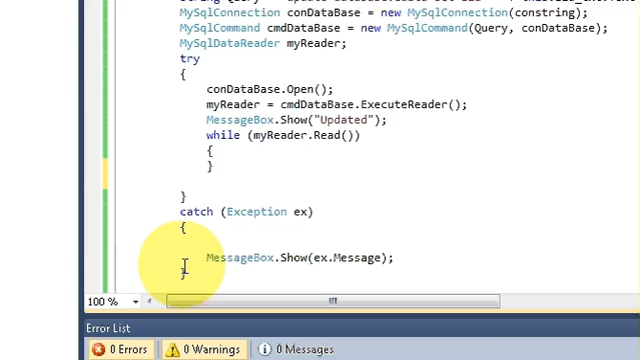 MySqlConnection conDataBase = new MySqlConnection(constring);
MySqlCommand cmdDataBase = new MySqlCommand(Query, conDataBase);
MySqlDataReader myReader;
try
{
conDataBase.Open();
myReader = cmdDataBase.ExecuteReader();
MessageBox.Show("Updated");
while (myReader.Read())
{
}
}
catch (Exception ex)
{
MessageBox.Show(ex.Message);
}
100 %
Error List
0 Errors
0 Warnings
0 Messages